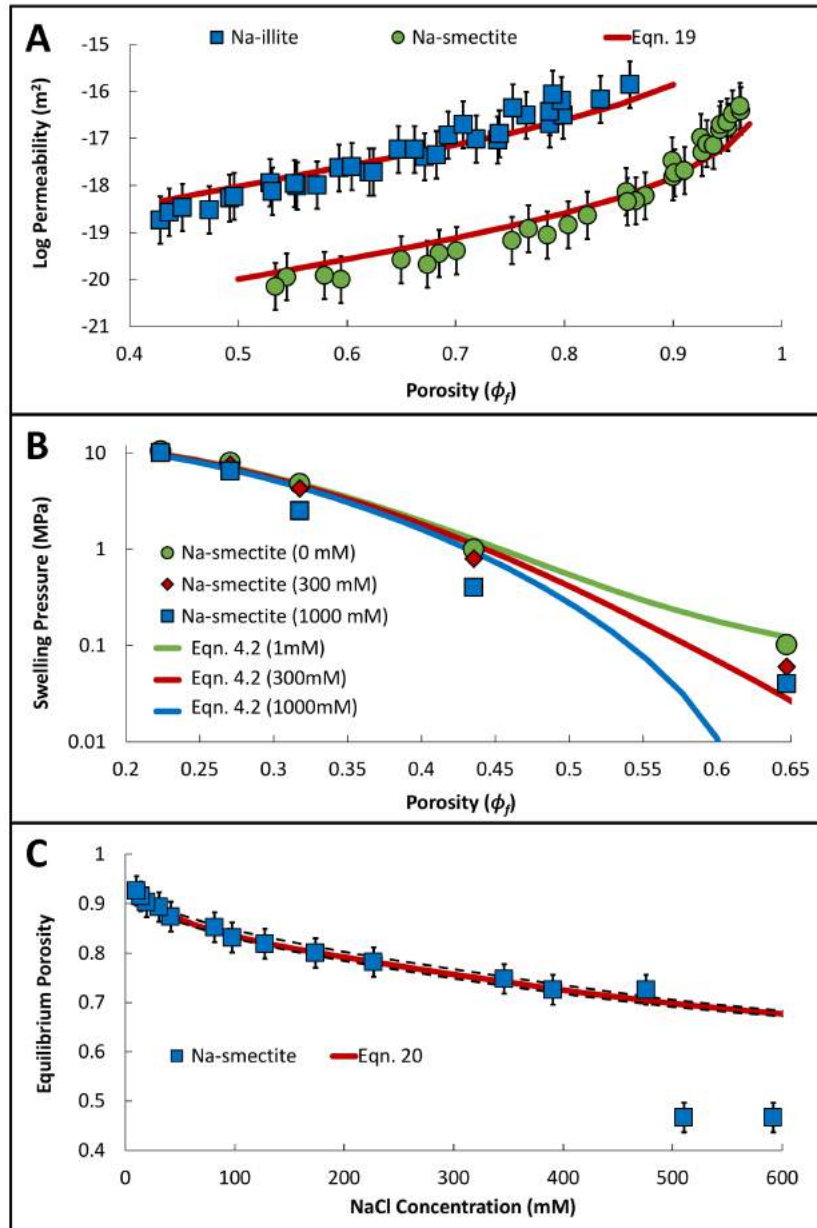 A
Na-illite Na-smectite Eqn. 19
-15
-16
-17
-18
-19
-20
-21
Log Permeability (m²)
0.4 0.5 0.6 0.7 0.8 0.9 1
Porosity (ϕf)
B
10
1
0.1
0.01
Swelling Pressure (MPa)
Na-smectite (0 mM)
Na-smectite (300 mM)
Na-smectite (1000 mM)
Eqn. 4.2 (1mM)
Eqn. 4.2 (300mM)
Eqn. 4.2 (1000mM)
0.2 0.25 0.3 0.35 0.4 0.45 0.5 0.55 0.6 0.65
Porosity (ϕf)
C
1
0.9
0.8
0.7
0.6
0.5
0.4
Equilibrium Porosity
Na-smectite Eqn. 20
0 100 200 300 400 500 600
NaCl Concentration (mM)